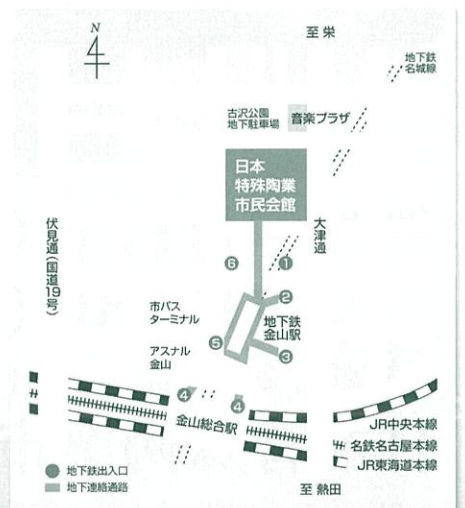 N
至 栄
地下鉄
名城線
古沢公園
地下駐車場
音楽プラザ
日本
特殊陶業
市民会館
伏見通(国道19号)
大津通
6
1
2
市バス
ターミナル
地下鉄
金山駅
5
アスナル
金山
3
4
4
金山総合駅
JR中央本線
名鉄名古屋本線
JR東海道本線
地下鉄出入口
地下連絡通路
至 熱田